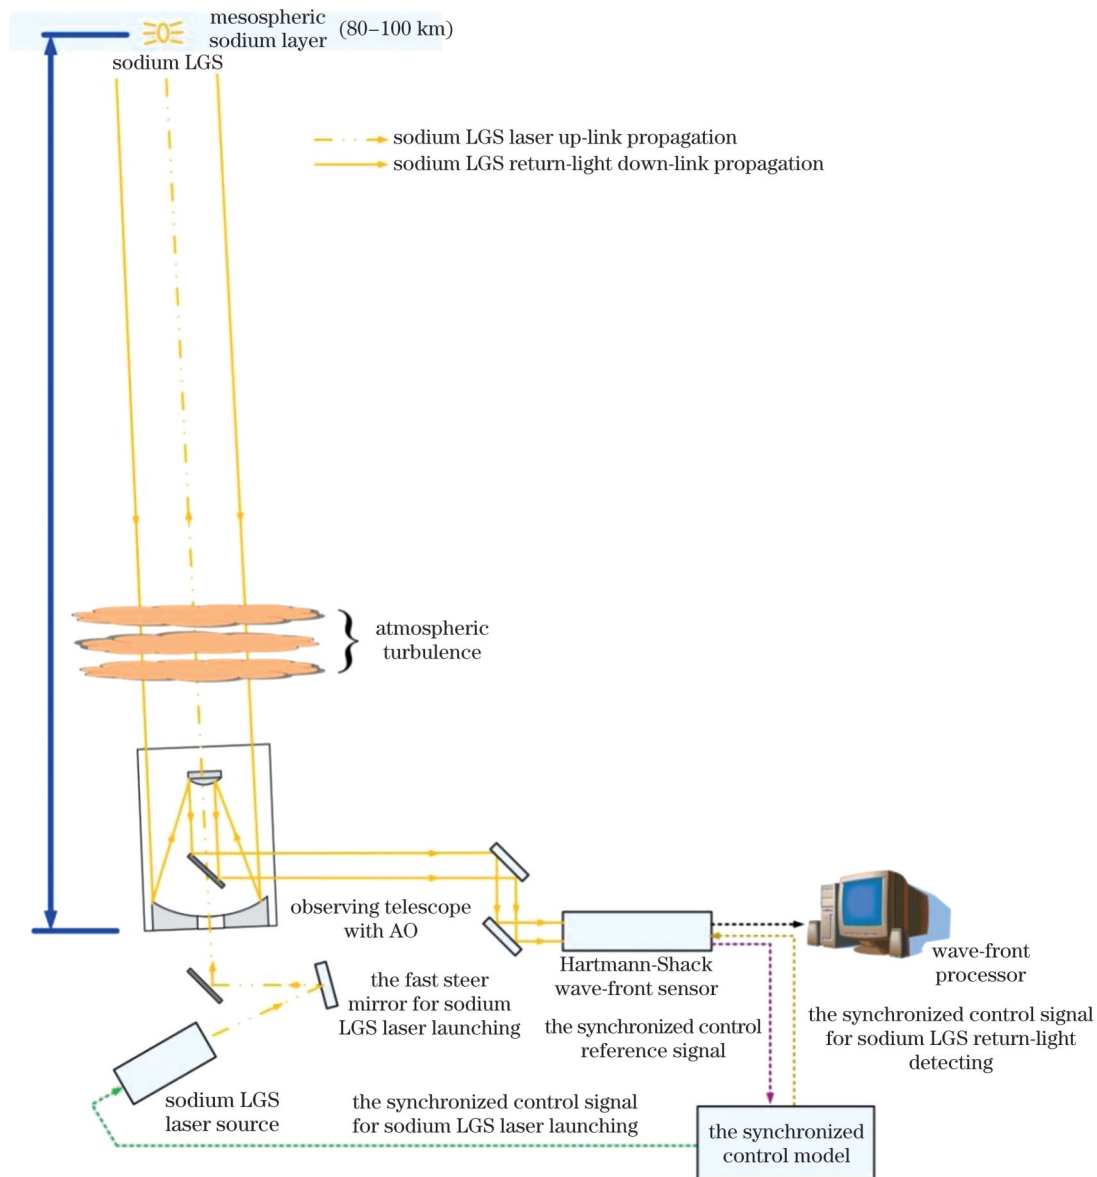 mesospheric
sodium layer
(80–100 km)
sodium LGS
sodium LGS laser up-link propagation
sodium LGS return-light down-link propagation
atmospheric
turbulence
observing telescope
with AO
Hartmann-Shack
wave-front sensor
wave-front
processor
the fast steer
mirror for sodium
LGS laser launching
the synchronized control
reference signal
the synchronized control signal
for sodium LGS return-light
detecting
sodium LGS
laser source
the synchronized control signal
for sodium LGS laser launching
the synchronized
control model